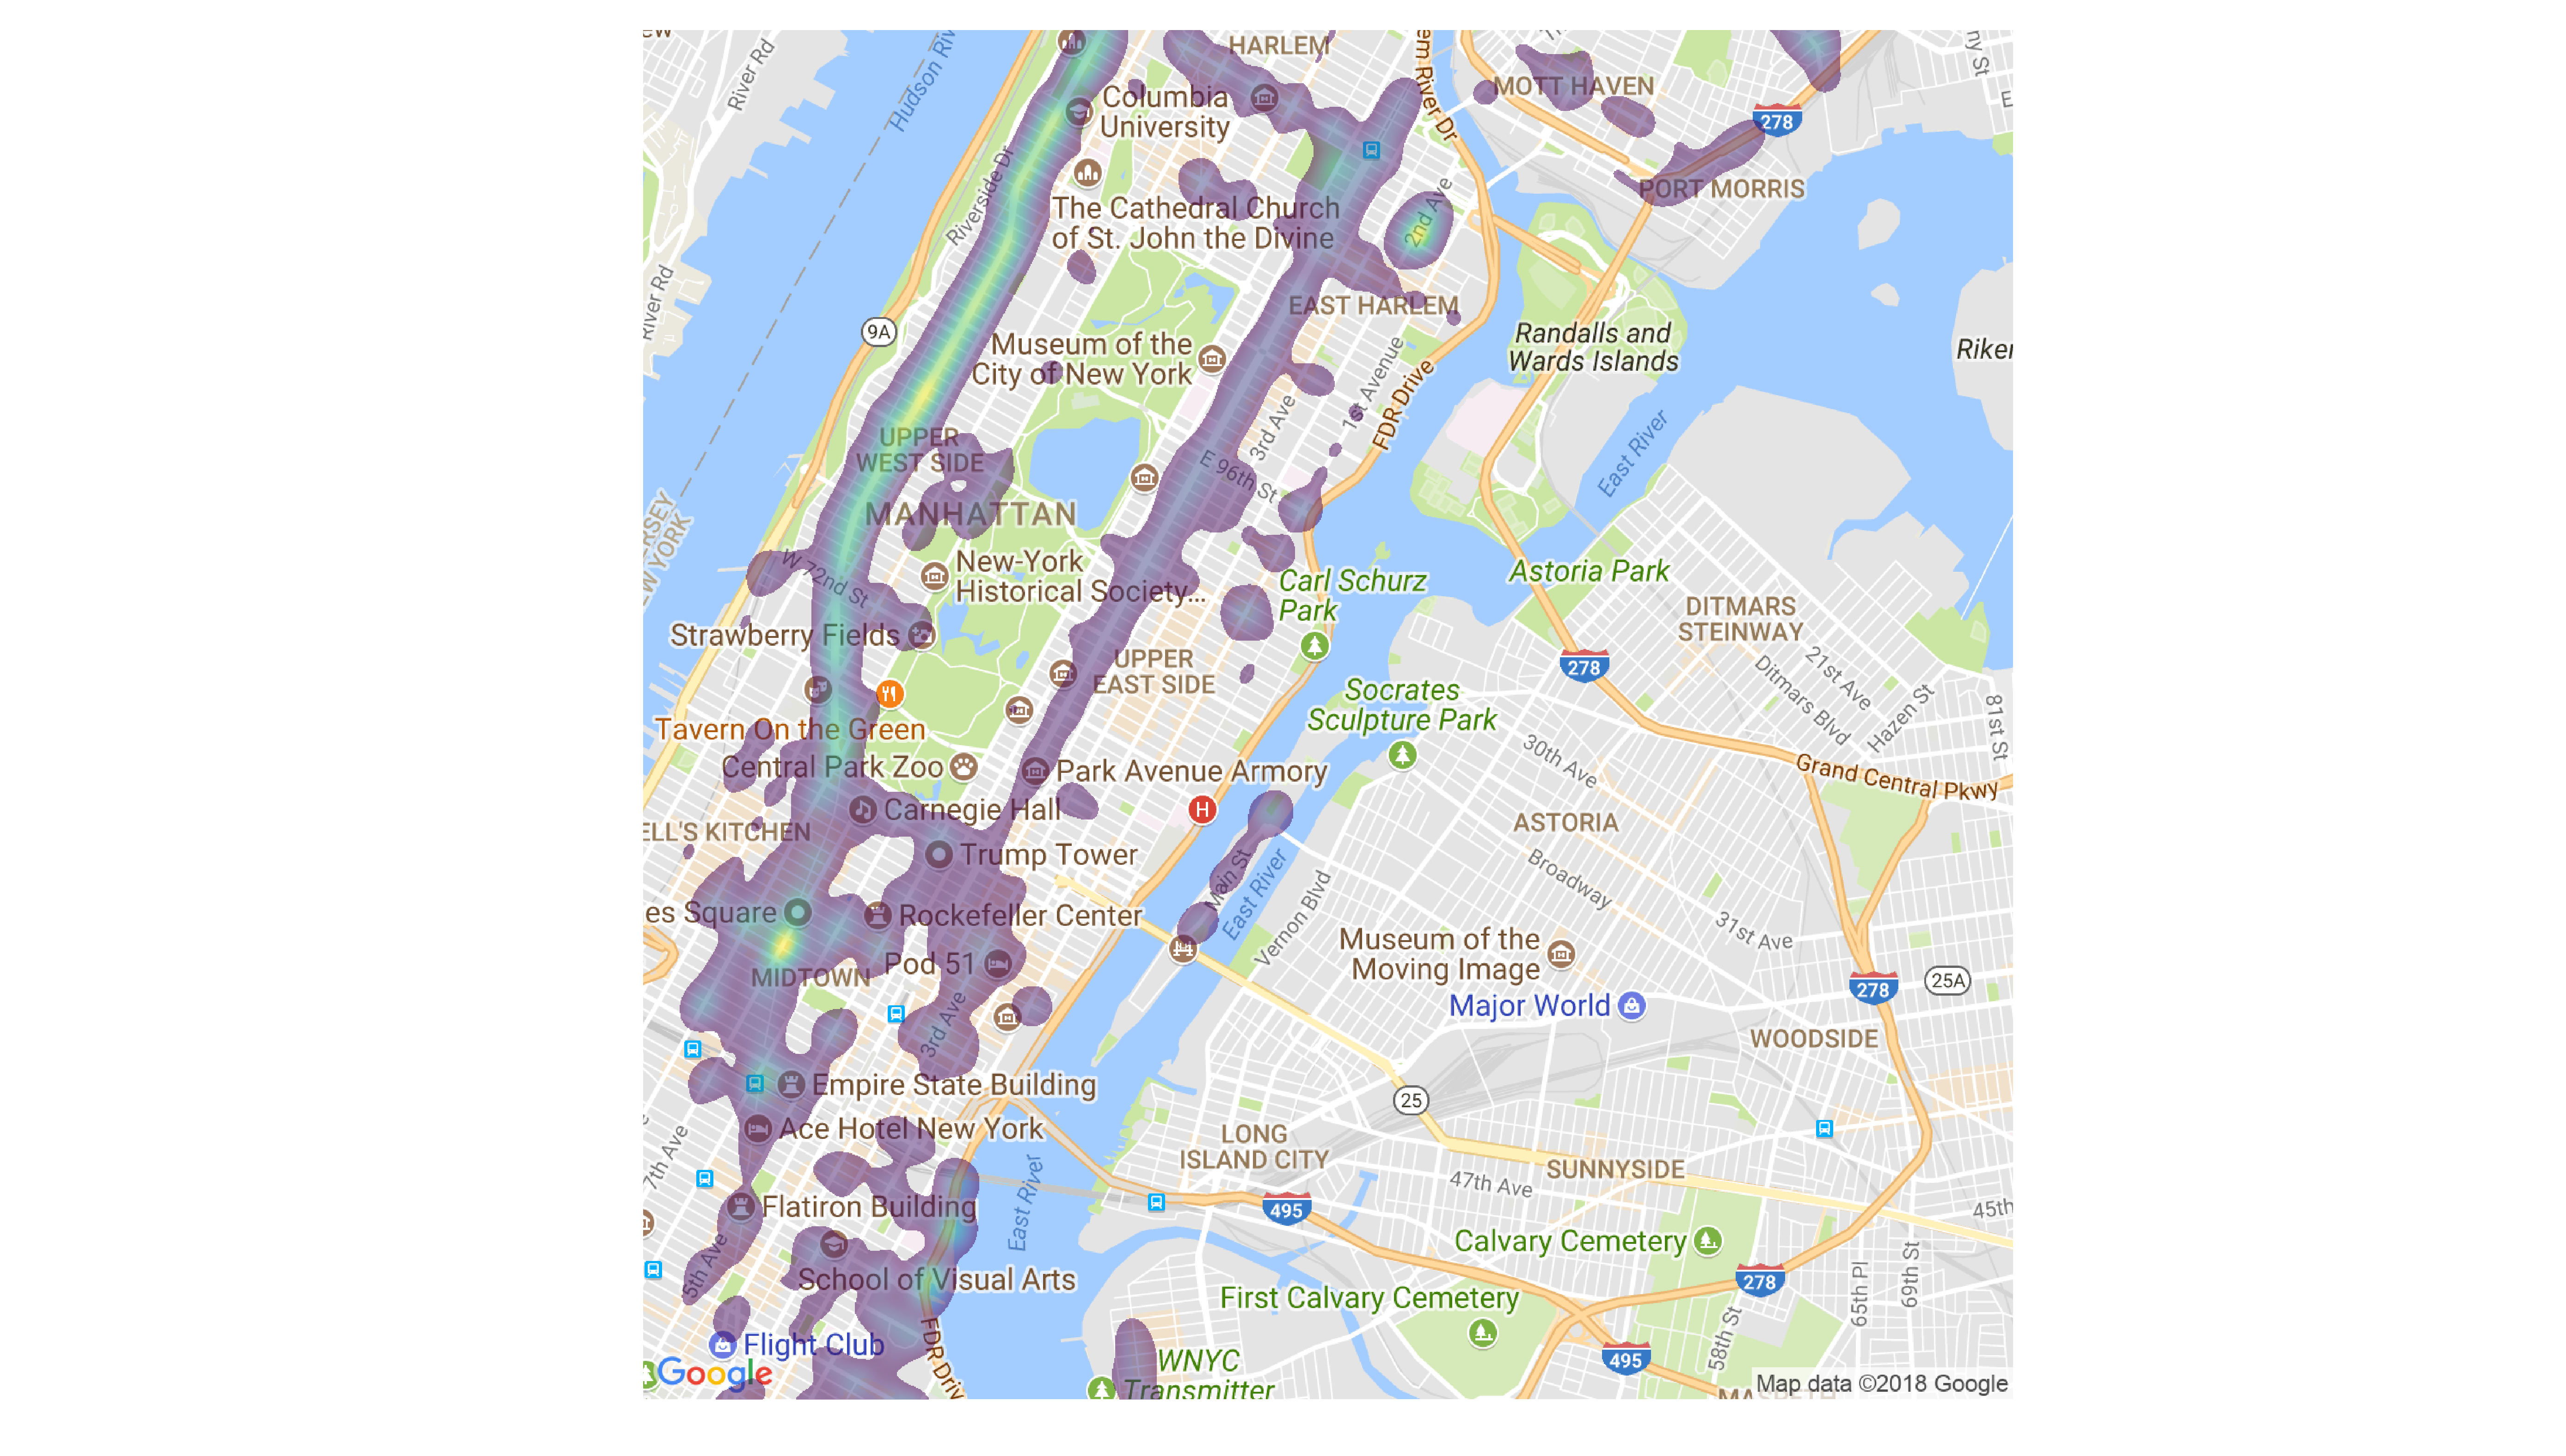 River Rd
Hudson Riv
HARLEM
em River Dr
MOTT HAVEN
ny St
E
Columbia
University
278
Riverside Dr
PORT MORRIS
The Cathedral Church
of St. John the Divine
2nd Ave
River Rd
EAST HARLEM
9A
Museum of the
City of New York
Randalls and
Wards Islands
Riker
1st Avenue
FDR Drive
3rd Ave
UPPER
WEST SIDE
E 96th St
East River
MANHATTAN
ERSEY
EW YORK
W 72nd St
New-York
Historical Society...
Carl Schurz
Park
Astoria Park
DITMARS
STEINWAY
Strawberry Fields
UPPER
EAST SIDE
278
21st Ave
Ditmars Blvd
Hazen St
81st St
Socrates
Sculpture Park
Tavern On the Green
30th Ave
Central Park Zoo
Park Avenue Armory
Grand Central Pkwy
Carnegie Hall
H
ELL'S KITCHEN
ASTORIA
Trump Tower
Main St
East River
Broadway
es Square
Rockefeller Center
Vernon Blvd
31st Ave
Museum of the
Moving Image
MIDTOWN
Pod 51
278
25A
Major World
3rd Ave
WOODSIDE
Empire State Building
25
7th Ave
Ace Hotel New York
LONG
ISLAND CITY
East River
SUNNYSIDE
47th Ave
Flatiron Building
495
45th
5th Ave
School of Visual Arts
Calvary Cemetery
278
65th Pl
69th St
First Calvary Cemetery
58th St
FDR Driv
Flight Club
495
WNYC
Transmitter
Google
Map data ©2018 Google